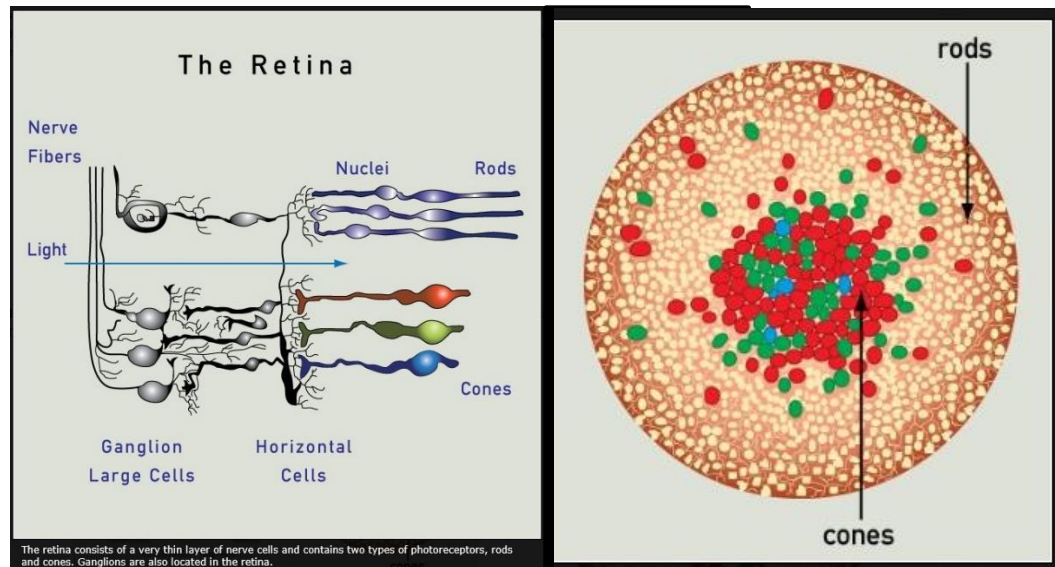 The Retina
Nerve
Fibers
Nuclei
Rods
Light
Cones
Ganglion
Large Cells
Horizontal
Cells
The retina consists of a very thin layer of nerve cells and contains two types of photoreceptors, rods
and cones. Ganglions are also located in the retina.
rods
cones